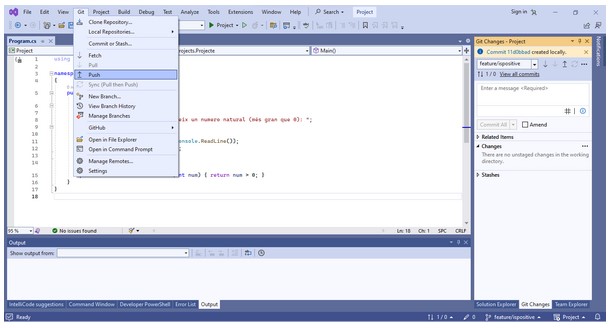 File Edit View Git Project Build Debug Test Analyze Tools Extensions Window Help Search Project Sign in
Project
Program.cs
Project
rojects.Projecte
Main()
Clone Repository...
Local Repositories...
Commit or Stash...
Fetch
Pull
Push
Sync (Pull then Push)
New Branch...
View Branch History
Manage Branches
GitHub
Open in File Explorer
Open in Command Prompt
Manage Remotes...
Settings
1 using
2
3 namesp
4 {
5 pu
6
7
8 eix un numero natural (més gran que 0): ";
9
10
11 onsole.ReadLine());
12
13
14
15 nt num) { return num > 0; }
16 }
17 }
18
95 % No issues found Ln: 18 Ch: 1 SPC CRLF
Output
Show output from:
IntelliCode suggestions Command Window Developer PowerShell Error List Output
Git Changes - Project
Commit 11d0bbad created locally.
feature/ispositive
1 / 0 View all commits
Enter a message <Required>
Commit All Amend
Related Items
Changes
There are no unstaged changes in the working
directory.
Stashes
Solution Explorer Git Changes Team Explorer
Notifications
Ready 1 / 0 0 feature/ispositive Project